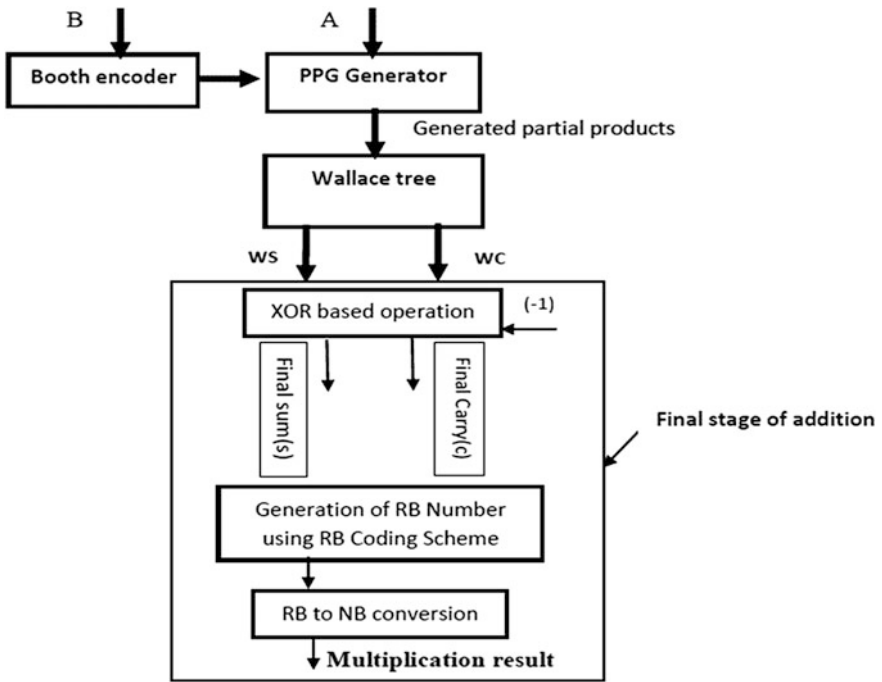 B
A
Booth encoder
PPG Generator
Generated partial products
Wallace tree
WS
WC
XOR based operation
(-1)
Final sum(s)
Final Carry(c)
Final stage of addition
Generation of RB Number
using RB Coding Scheme
RB to NB conversion
Multiplication result